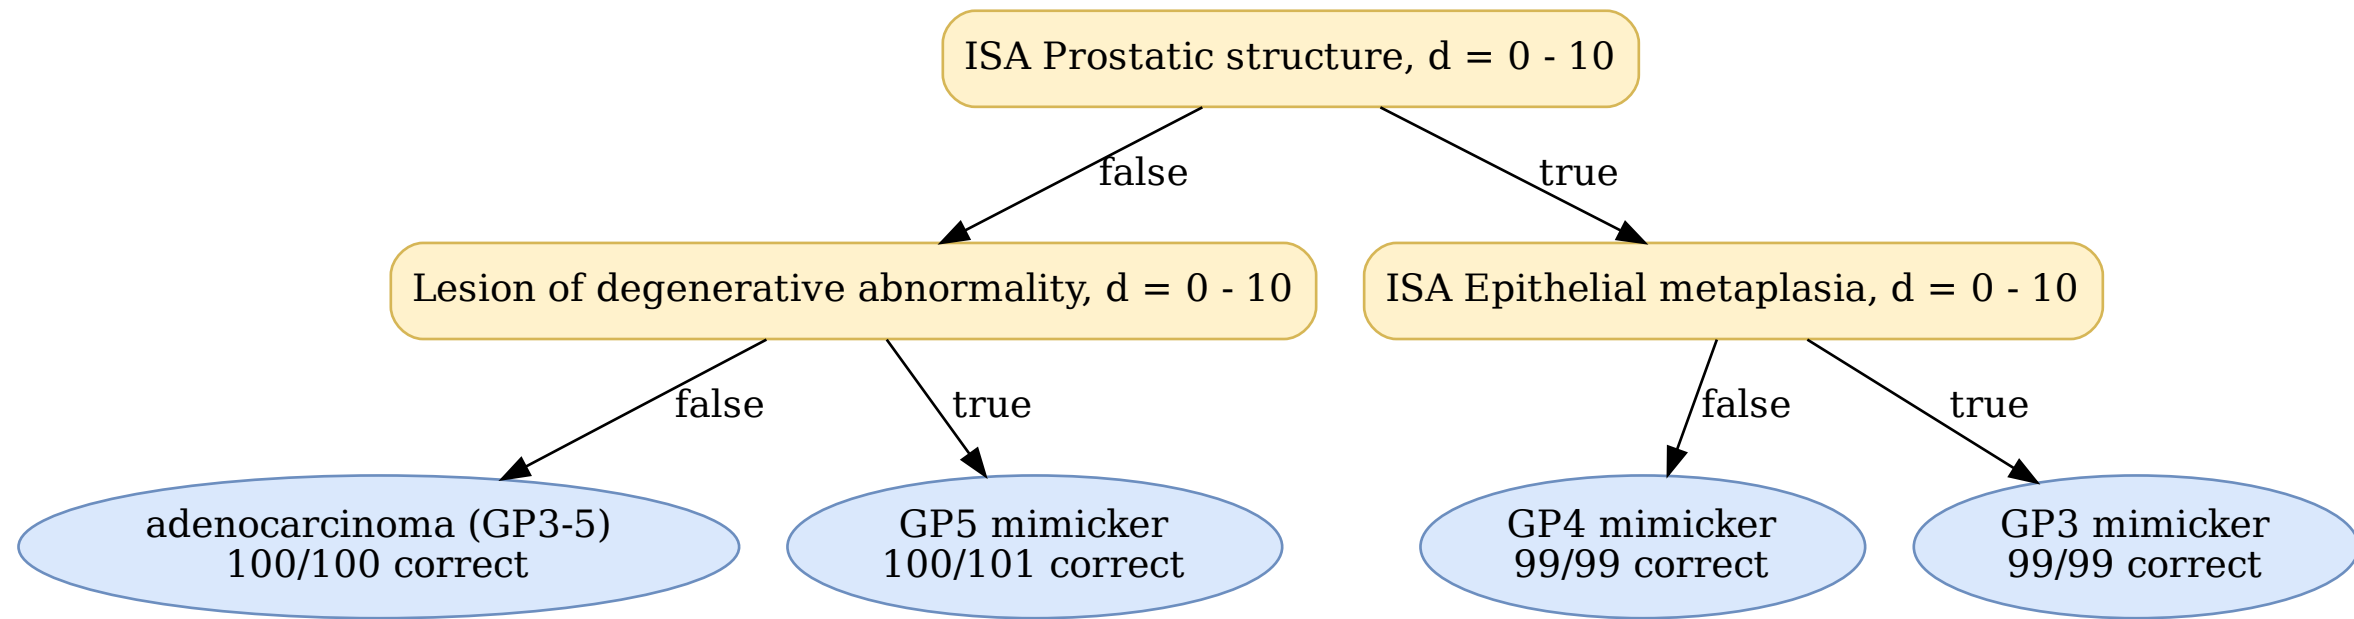 ISA Prostatic structure, d = 0 - 10
false
true
Lesion of degenerative abnormality, d = 0 - 10
ISA Epithelial metaplasia, d = 0 - 10
false
true
false
true
adenocarcinoma (GP3-5)
100/100 correct
GP5 mimicker
100/101 correct
GP4 mimicker
99/99 correct
GP3 mimicker
99/99 correct